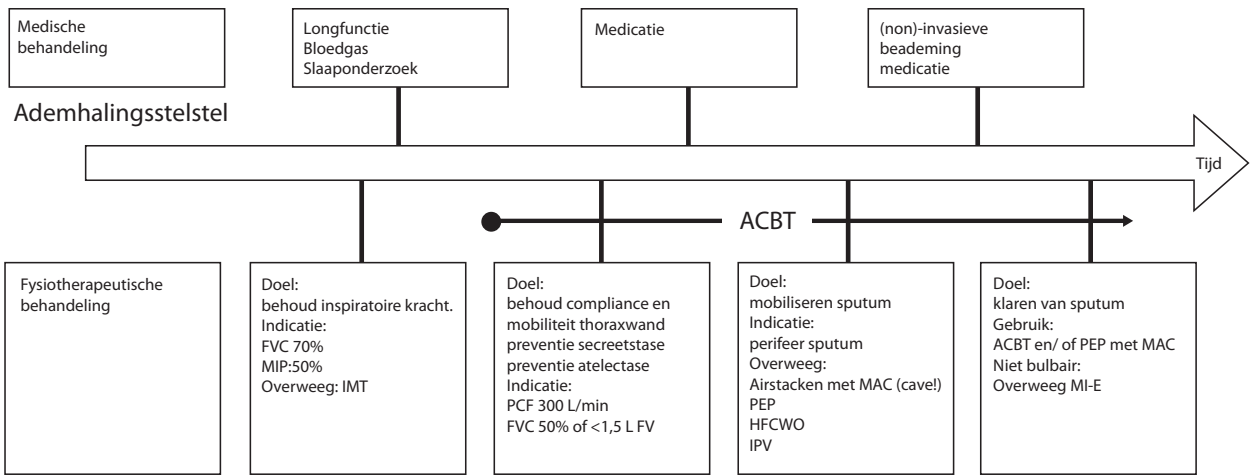 Medische
behandeling
Longfunctie
Bloedgas
Slaaponderzoek
Medicatie
(non)-invasieve
beademing
medicatie
Ademhalingsstelstel
Tijd
ACBT
Fysiotherapeutische
behandeling
Doel:
behoud inspiratoire kracht.
Indicatie:
FVC 70%
MIP:50%
Overweeg: IMT
Doel:
behoud compliance en
mobiliteit thoraxwand
preventie secreetstase
preventie atelectase
Indicatie:
PCF 300 L/min
FVC 50% of <1,5 L FV
Doel:
mobiliseren sputum
Indicatie:
perifeer sputum
Overweeg:
Airstacken met MAC (cave!)
PEP
HFCWO
IPV
Doel:
klaren van sputum
Gebruik:
ACBT en/ of PEP met MAC
Niet bulbair:
Overweeg MI-E